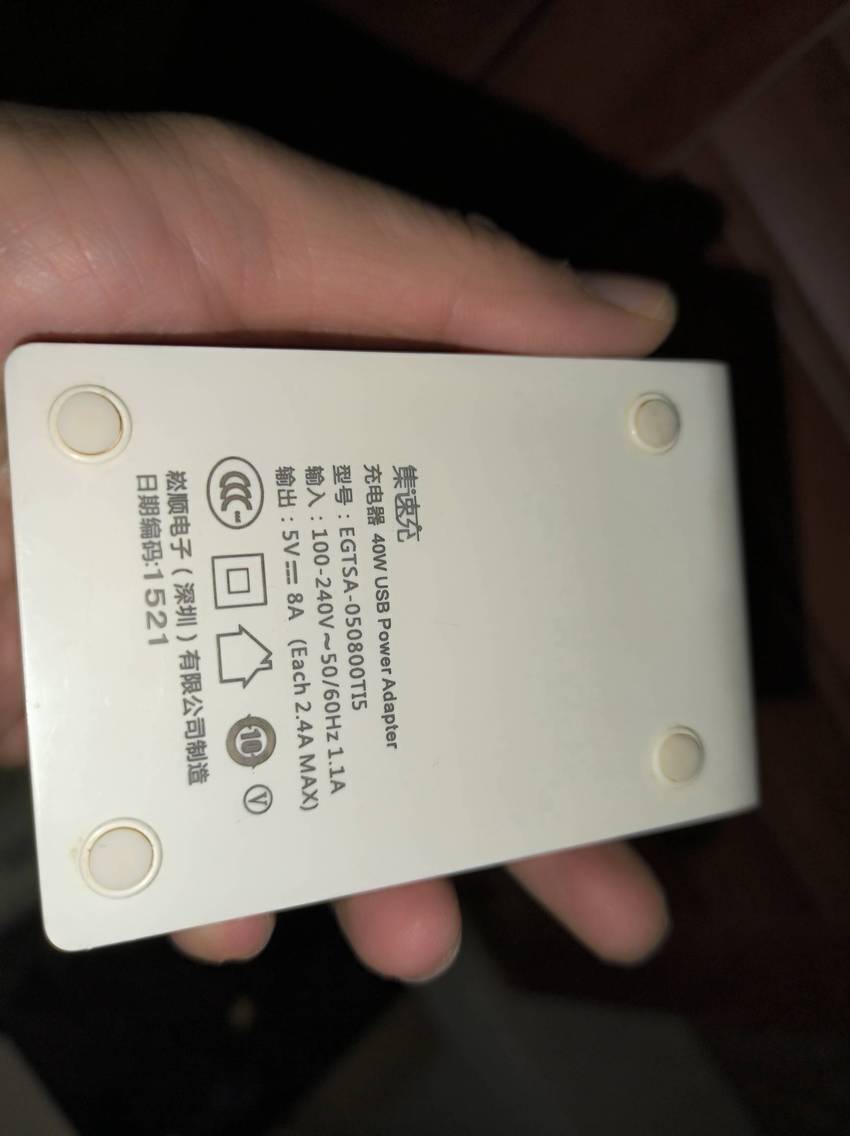 集速充
充电器 40W USB Power Adapter
型号：EGTSA-050800TI5
输入：100-240V～50/60Hz 1.1A
输出：5V⎓8A (Each 2.4A MAX)
CCC 10 V
崧顺电子（深圳）有限公司制造
日期编码:1521